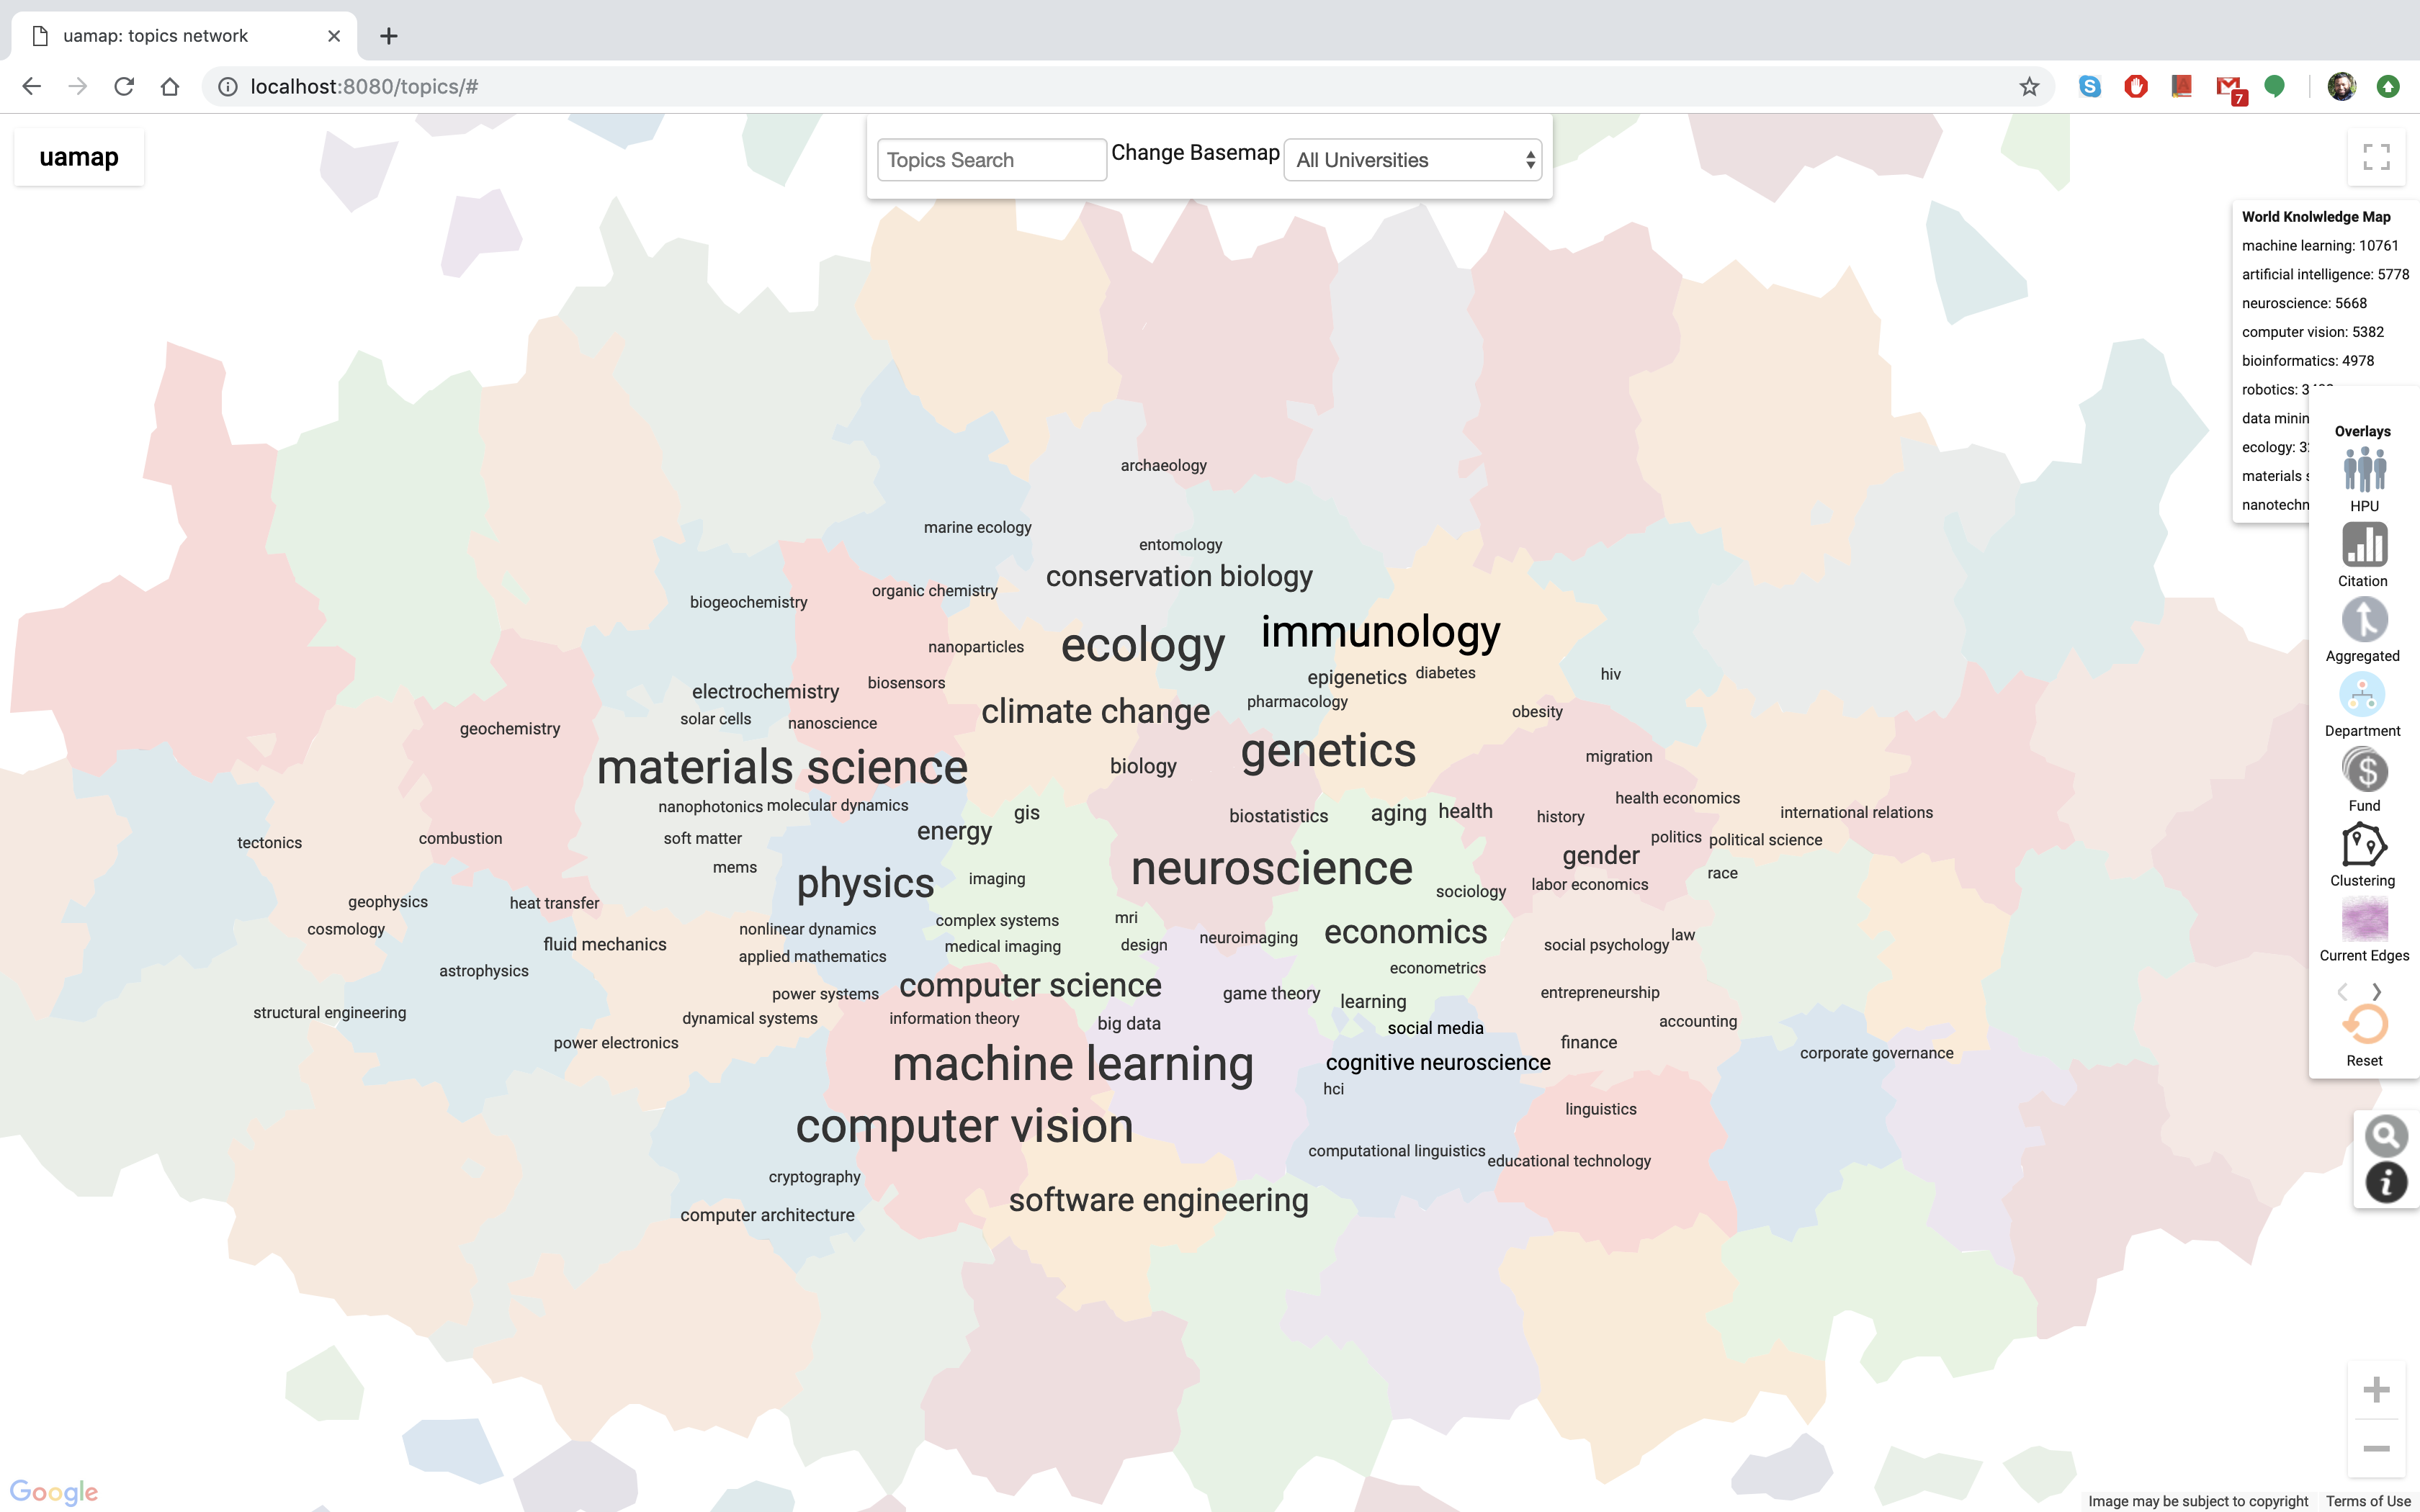 uamap: topics network
localhost:8080/topics/#
7
uamap
Topics Search
Change Basemap
All Universities
World Knolwledge Map
machine learning: 10761
artificial intelligence: 5778
neuroscience: 5668
computer vision: 5382
bioinformatics: 4978
robotics:
data minin
ecology: 3
materials s
nanotechn
Overlays
HPU
Citation
Aggregated
Department
Fund
Clustering
Current Edges
Reset
archaeology
marine ecology
entomology
conservation biology
organic chemistry
biogeochemistry
immunology
ecology
nanoparticles
epigenetics
diabetes
hiv
biosensors
electrochemistry
pharmacology
climate change
obesity
solar cells
nanoscience
geochemistry
genetics
migration
materials science
biology
health economics
nanophotonics
molecular dynamics
gis
biostatistics
aging
health
history
international relations
energy
politics
political science
tectonics
combustion
soft matter
gender
mems
neuroscience
race
physics
imaging
sociology
labor economics
geophysics
heat transfer
complex systems
mri
cosmology
nonlinear dynamics
economics
neuroimaging
law
fluid mechanics
medical imaging
design
social psychology
applied mathematics
astrophysics
econometrics
computer science
power systems
game theory
entrepreneurship
learning
structural engineering
dynamical systems
information theory
big data
accounting
social media
power electronics
finance
corporate governance
machine learning
cognitive neuroscience
hci
linguistics
computer vision
computational linguistics
educational technology
cryptography
software engineering
computer architecture
Google
Image may be subject to copyright
Terms of Use